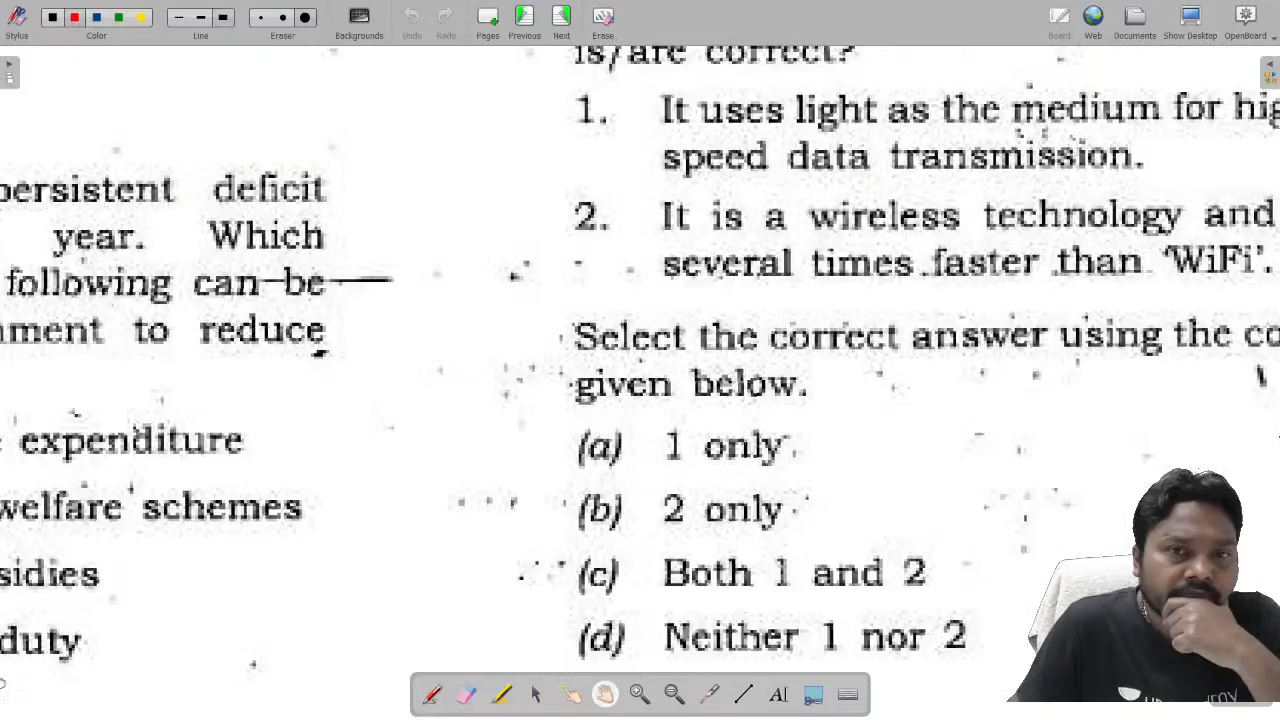 Stylus
Color
Line
Eraser
Backgrounds
Undo
Redo
Pages
Previous
Next
Erase
Board
Web
Documents
Show Desktop
OpenBoard
persistent deficit
year. Which
following can be
nment to reduce
expenditure
welfare schemes
sidies
duty
is/are correct?
1. It uses light as the medium for hig
speed data transmission.
2. It is a wireless technology and
several times faster than 'WiFi'.
Select the correct answer using the co
given below.
(a) 1 only
(b) 2 only
(c) Both 1 and 2
(d) Neither 1 nor 2